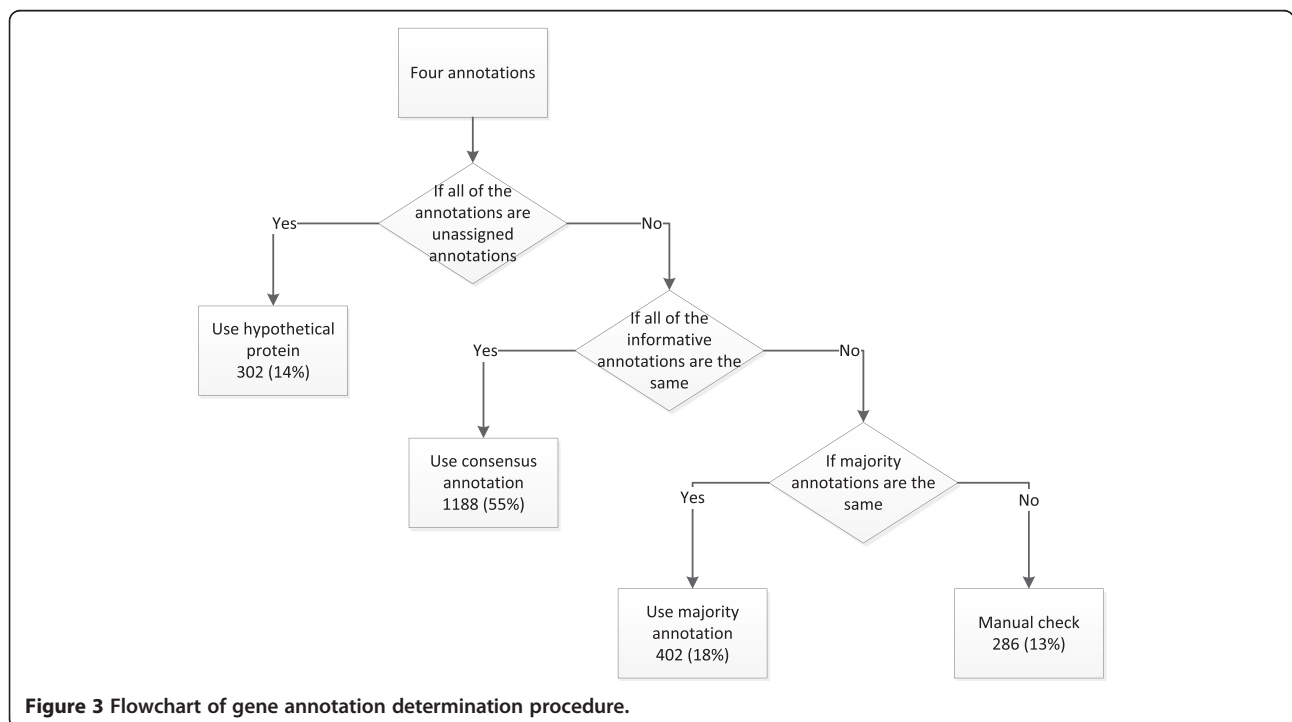 Four annotations
If all of the
annotations are
unassigned
annotations
Yes
No
Use hypothetical
protein
302 (14%)
If all of the
informative
annotations are the
same
Yes
No
Use consensus
annotation
1188 (55%)
If majority
annotations are the
same
Yes
No
Use majority
annotation
402 (18%)
Manual check
286 (13%)
Figure 3 Flowchart of gene annotation determination procedure.